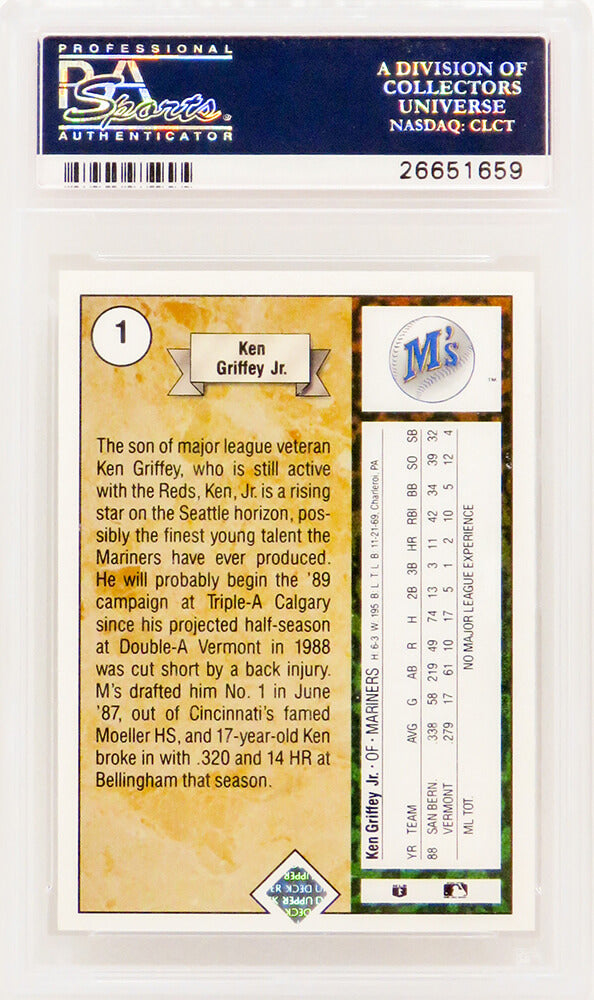 PROFESSIONAL
PSA
Sports
AUTHENTICATOR
A DIVISION OF
COLLECTORS
UNIVERSE
NASDAQ: CLCT
26651659
1
Ken
Griffey Jr.
The son of major league veteran
Ken Griffey, who is still active
with the Reds, Ken, Jr. is a rising
star on the Seattle horizon, pos-
sibly the finest young talent the
Mariners have ever produced.
He will probably begin the '89
campaign at Triple-A Calgary
since his projected half-season
at Double-A Vermont in 1988
was cut short by a back injury.
M's drafted him No. 1 in June
'87, out of Cincinnati's famed
Moeller HS, and 17-year-old Ken
broke in with .320 and 14 HR at
Bellingham that season.
M's
TM
Ken Griffey Jr. · OF · MARINERS H 6-3 W 195 B L T L B 11-21-69, Charleroi, PA
YR TEAM AVG G AB R H 2B 3B HR RBI BB SO SB
88 SAN BERN. 338 58 219 49 74 13 3 11 42 34 39 32
VERMONT 279 17 61 10 17 5 1 2 10 5 12 4
ML TOT. NO MAJOR LEAGUE EXPERIENCE
UPPER
DECK
UPPER
DECK